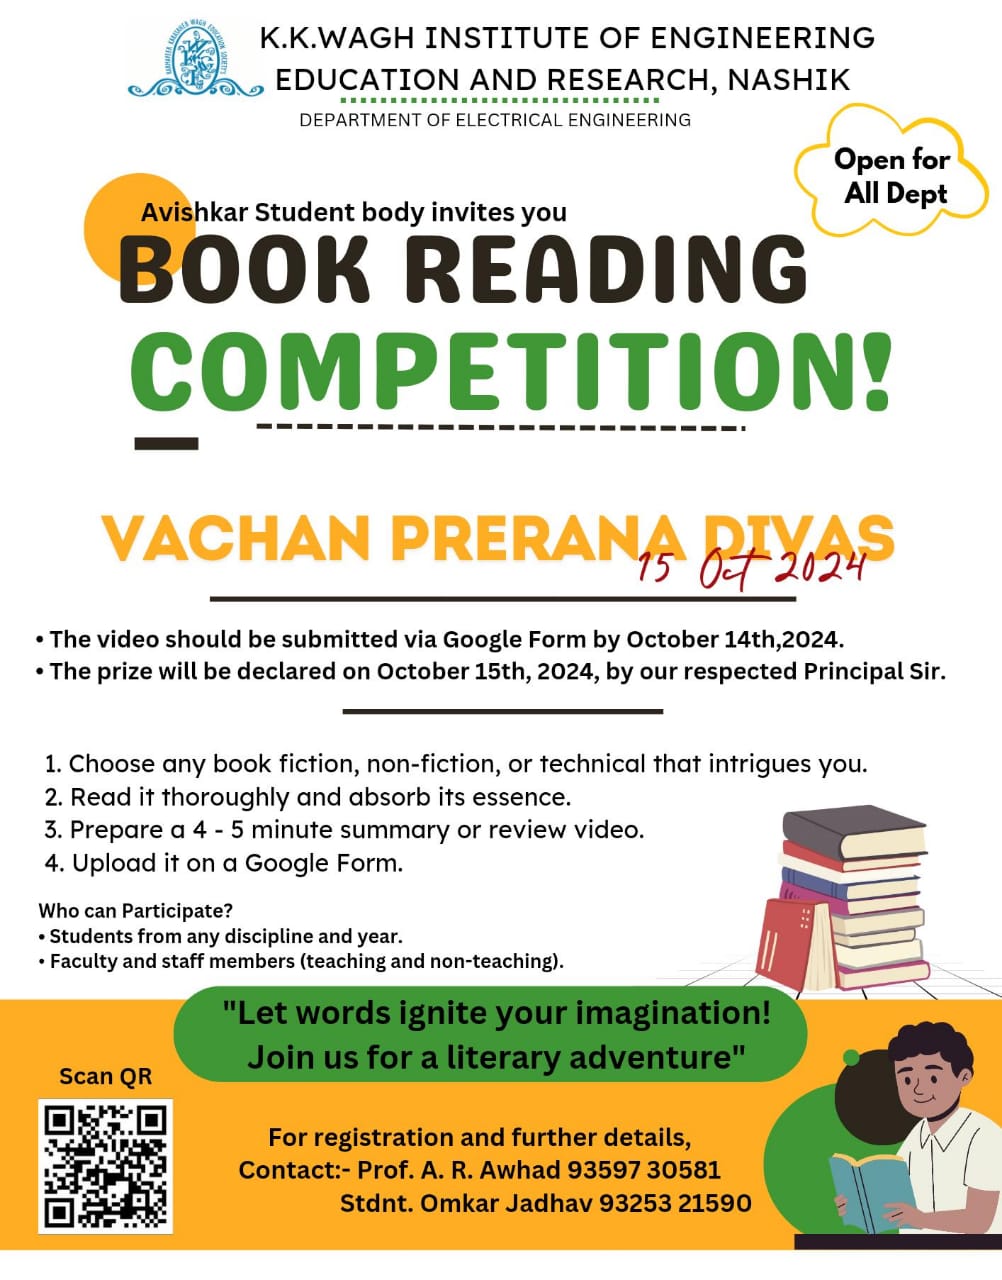 K.K.WAGH INSTITUTE OF ENGINEERING
EDUCATION AND RESEARCH, NASHIK
DEPARTMENT OF ELECTRICAL ENGINEERING
Open for
All Dept
Avishkar Student body invites you
BOOK READING
COMPETITION!
VACHAN PRERANA DIVAS
15 Oct 2024
• The video should be submitted via Google Form by October 14th,2024.
• The prize will be declared on October 15th, 2024, by our respected Principal Sir.
1. Choose any book fiction, non-fiction, or technical that intrigues you.
2. Read it thoroughly and absorb its essence.
3. Prepare a 4 - 5 minute summary or review video.
4. Upload it on a Google Form.
Who can Participate?
• Students from any discipline and year.
• Faculty and staff members (teaching and non-teaching).
"Let words ignite your imagination!
Join us for a literary adventure"
Scan QR
For registration and further details,
Contact:- Prof. A. R. Awhad 93597 30581
Stdnt. Omkar Jadhav 93253 21590